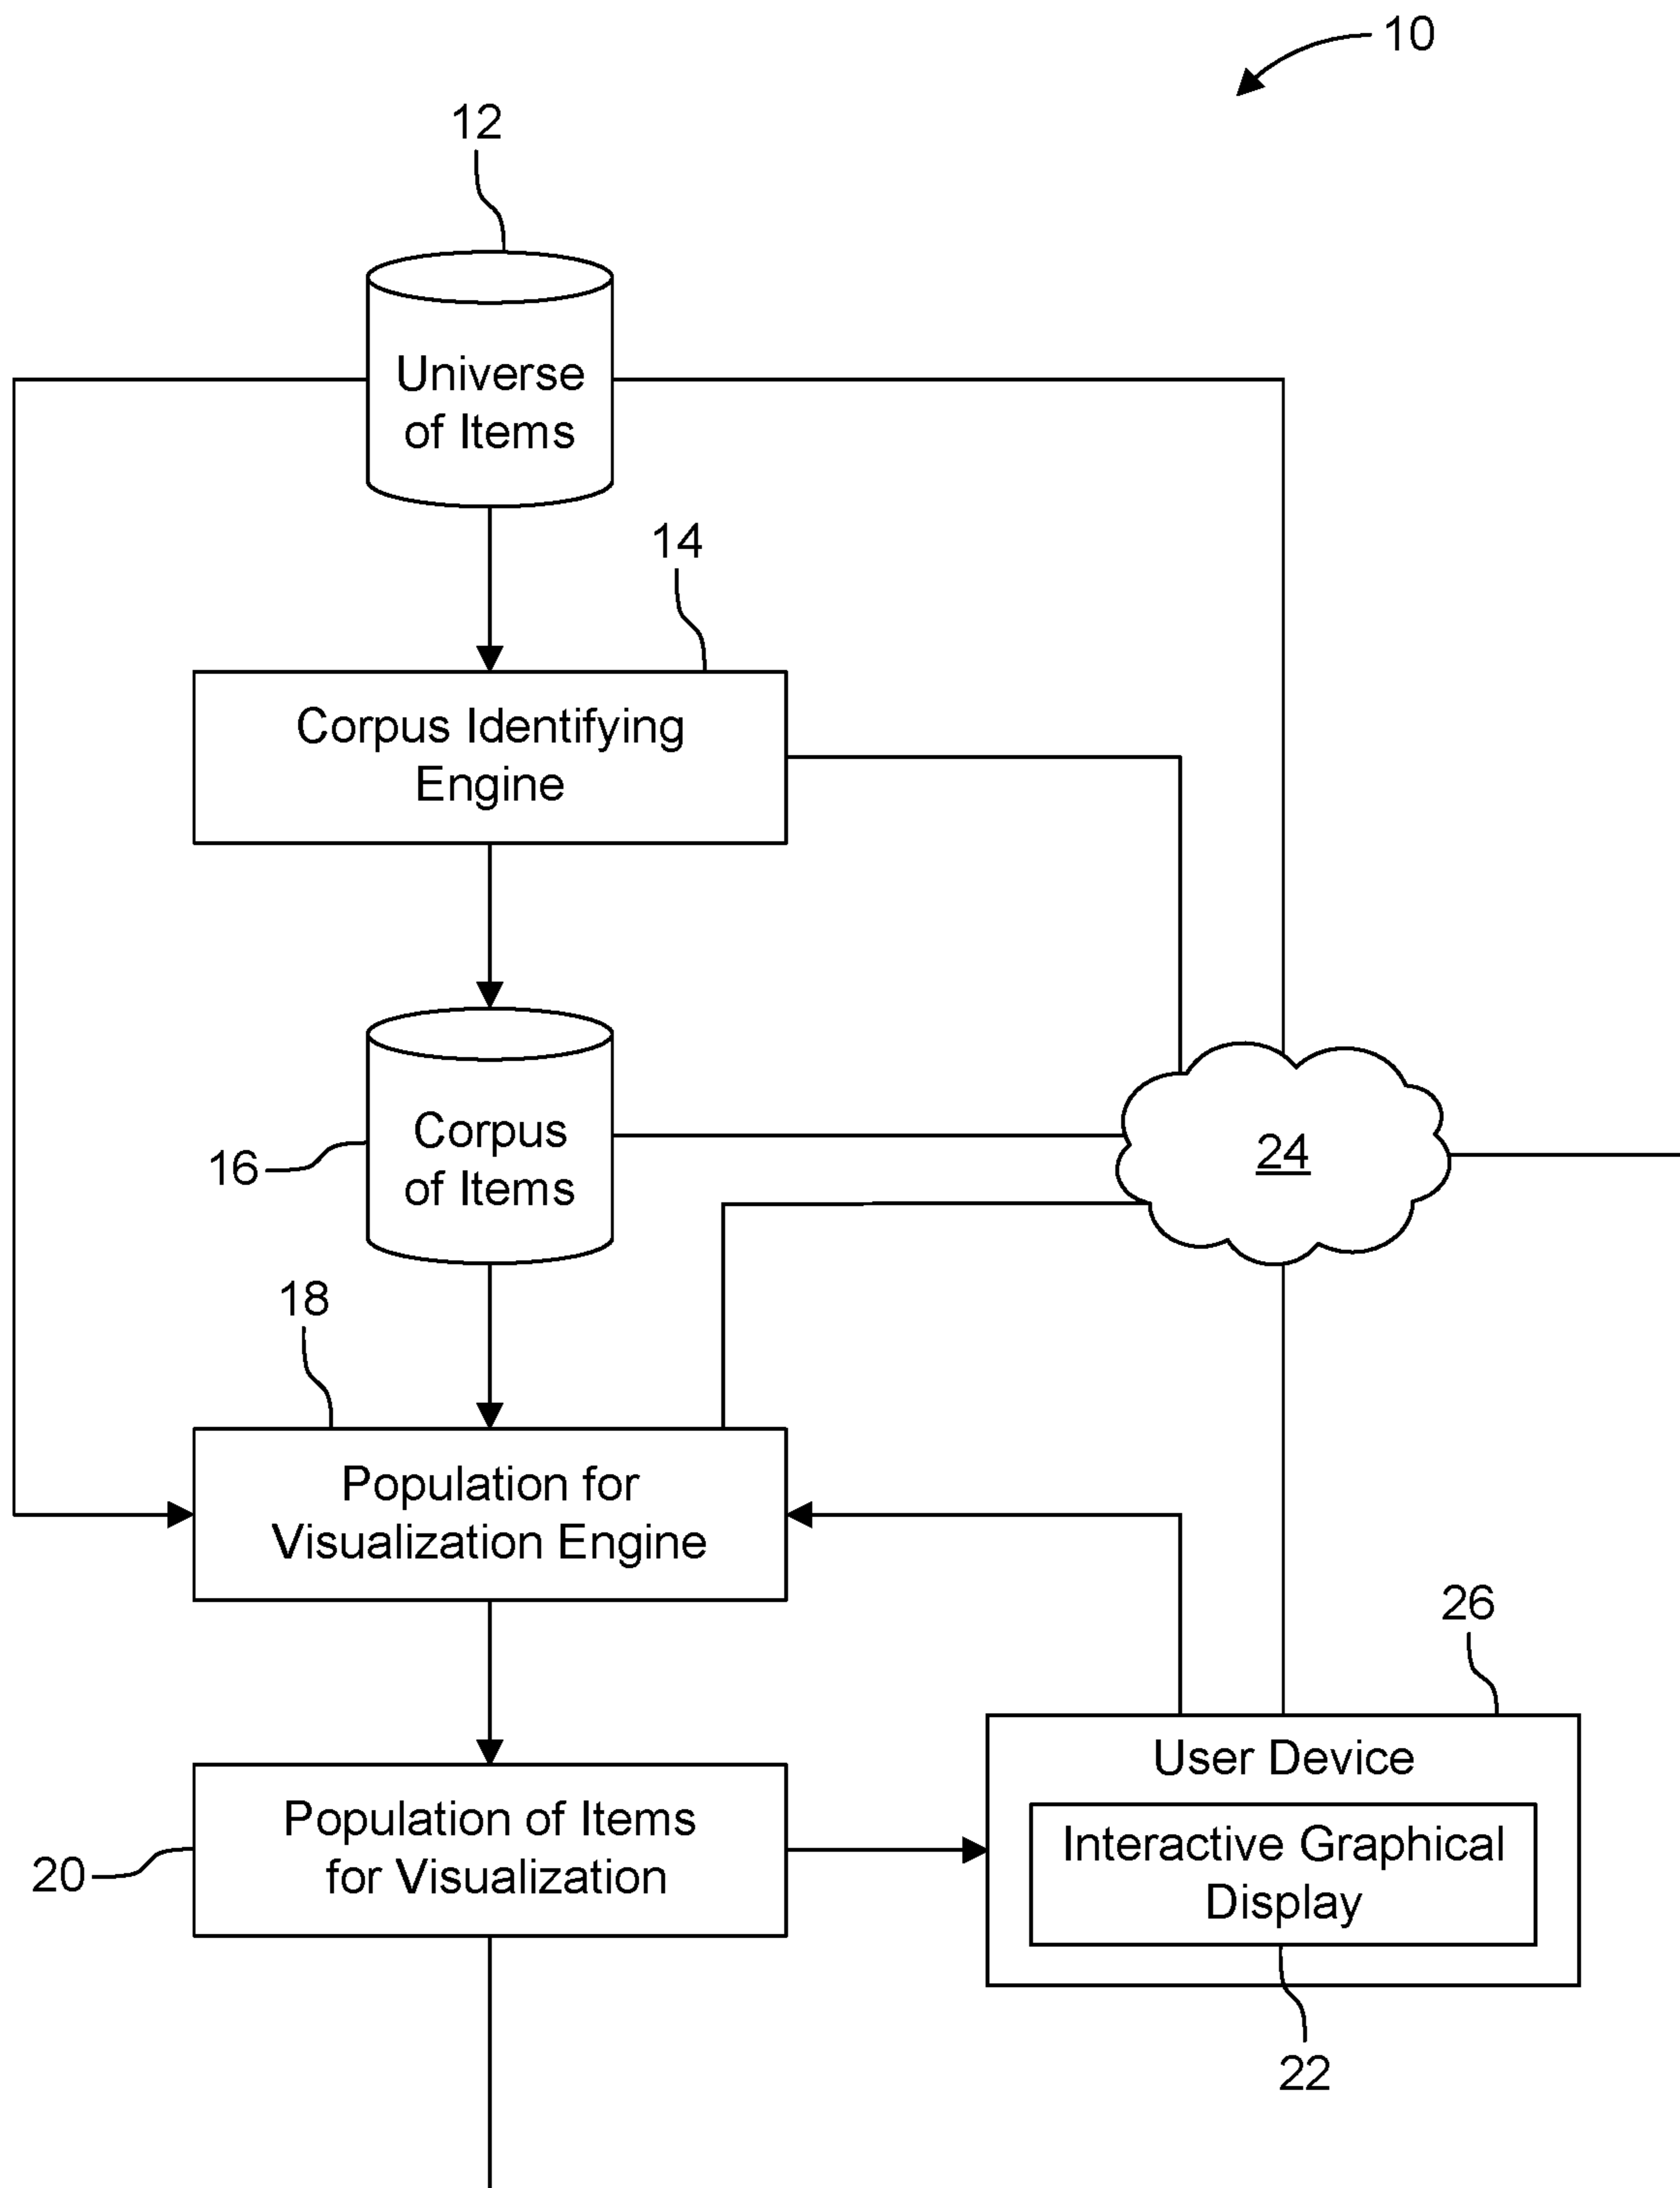 10
12
Universe
of Items
14
Corpus Identifying
Engine
Corpus
of Items
16
24
18
Population for
Visualization Engine
26
User Device
Population of Items
for Visualization
20
Interactive Graphical
Display
22